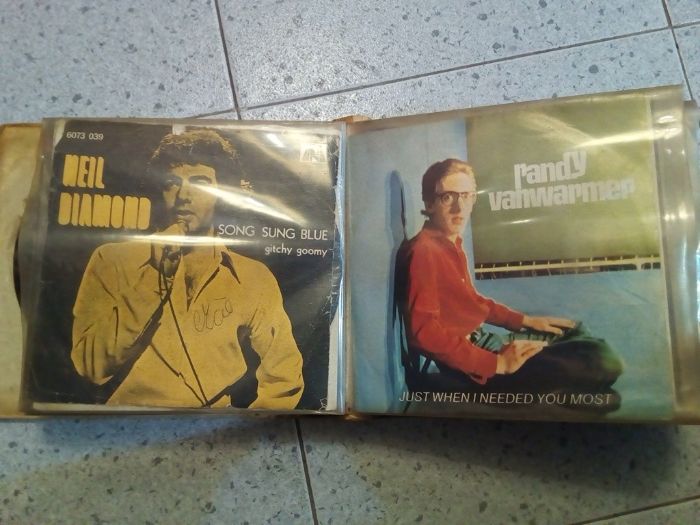 6073 039
NEIL
DIAMOND
SONG SUNG BLUE
gitchy goomy
randy
vanwarmer
JUST WHEN I NEEDED YOU MOST